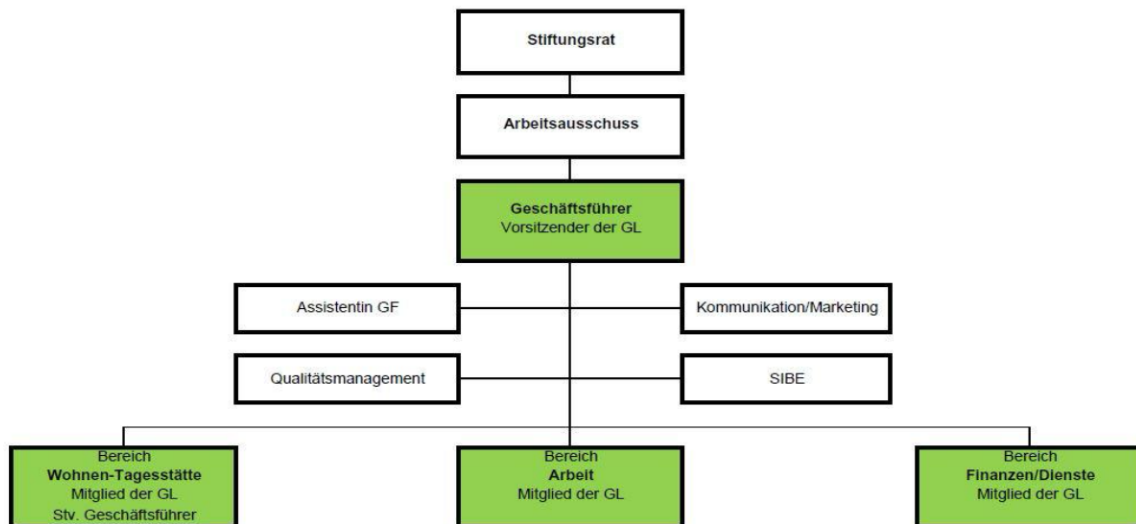 Stiftungsrat
Arbeitsausschuss
Geschäftsführer
Vorsitzender der GL
Assistentin GF
Kommunikation/Marketing
Qualitätsmanagement
SIBE
Bereich
Wohnen-Tagesstätte
Mitglied der GL
Stv. Geschäftsführer
Bereich
Arbeit
Mitglied der GL
Bereich
Finanzen/Dienste
Mitglied der GL